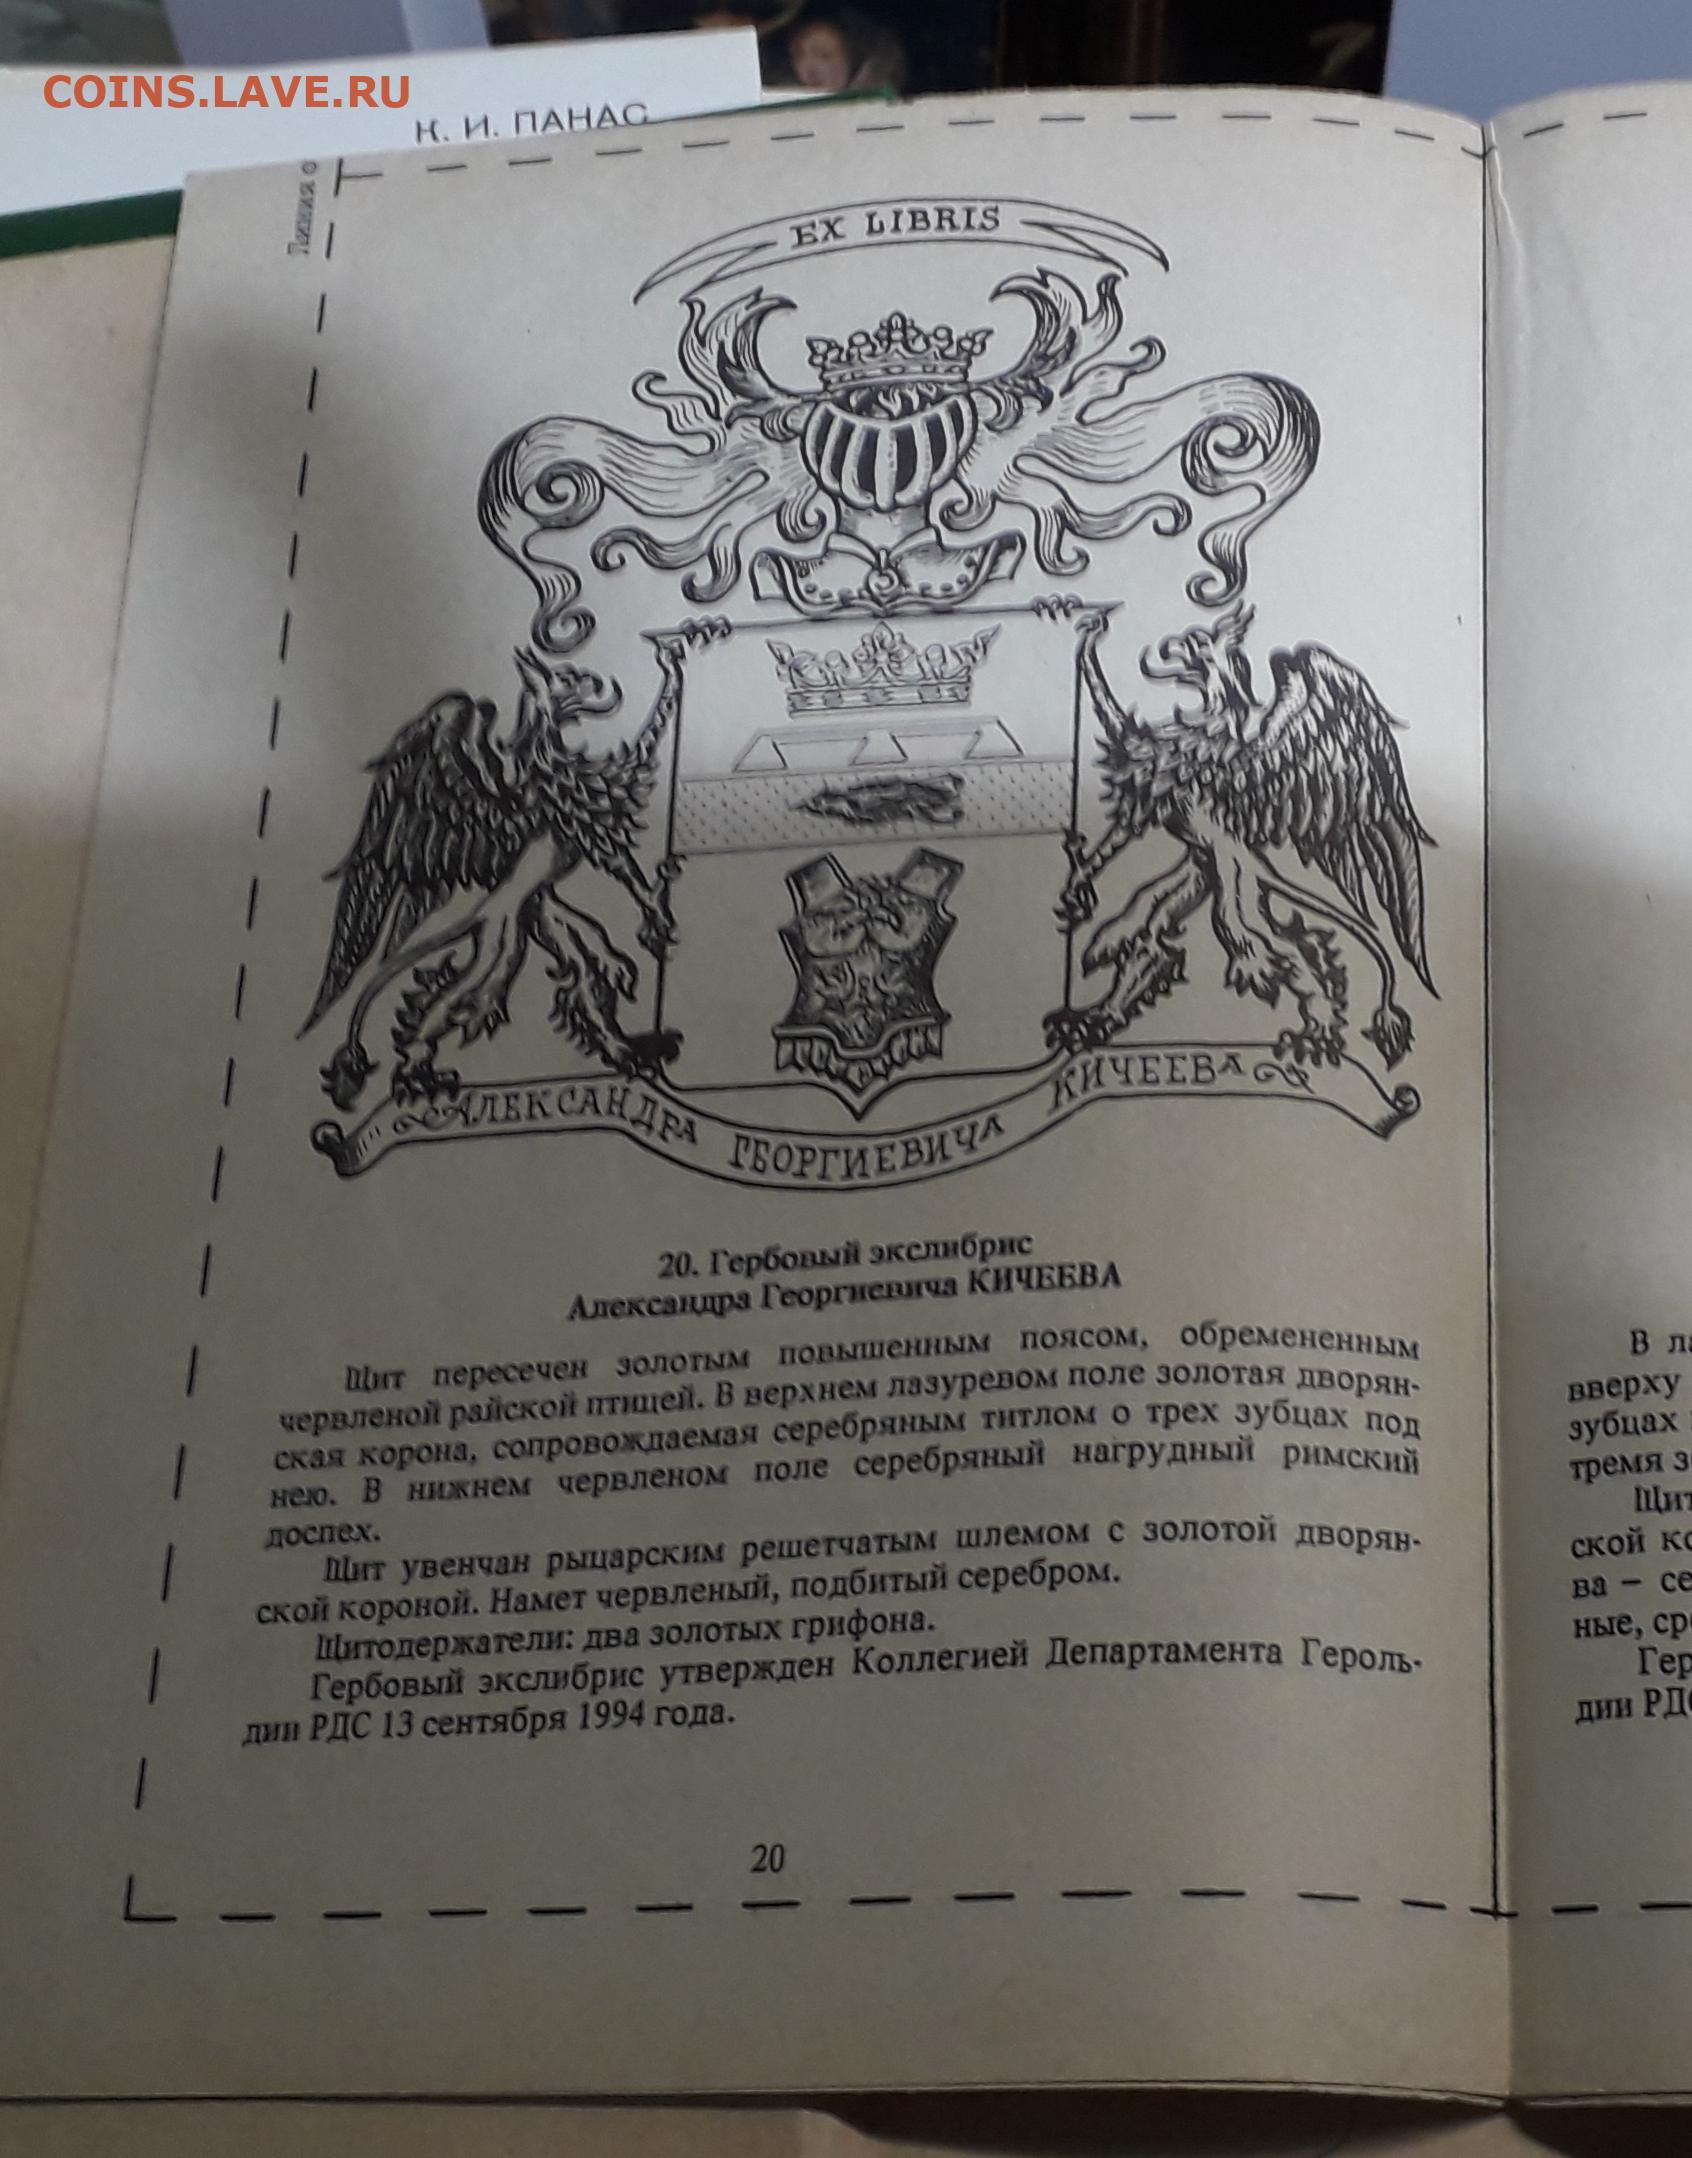 COINS.LAVE.RU
К. И. ПАНАС
Линия о
EX LIBRIS
АЛЕКСАНДРА ГЕОРГИЕВИЧА КИЧЕЕВА
20. Гербовый экслибрис
Александра Георгиевича КИЧЕЕВА
Щит пересечен золотым повышенным поясом, обремененным
червленой райской птицей. В верхнем лазуревом поле золотая дворян-
ская корона, сопровождаемая серебряным титлом о трех зубцах под
нею. В нижнем червленом поле серебряный нагрудный римский
доспех.
Щит увенчан рыцарским решетчатым шлемом с золотой дворян-
ской короной. Намет червленый, подбитый серебром.
Щитодержатели: два золотых грифона.
Гербовый экслибрис утвержден Коллегией Департамента Героль-
дии РДС 13 сентября 1994 года.
20
В ла
вверху
зубцах
тремя з
Щит
ской ко
ва – се
ные, ср
Гер
дии РД